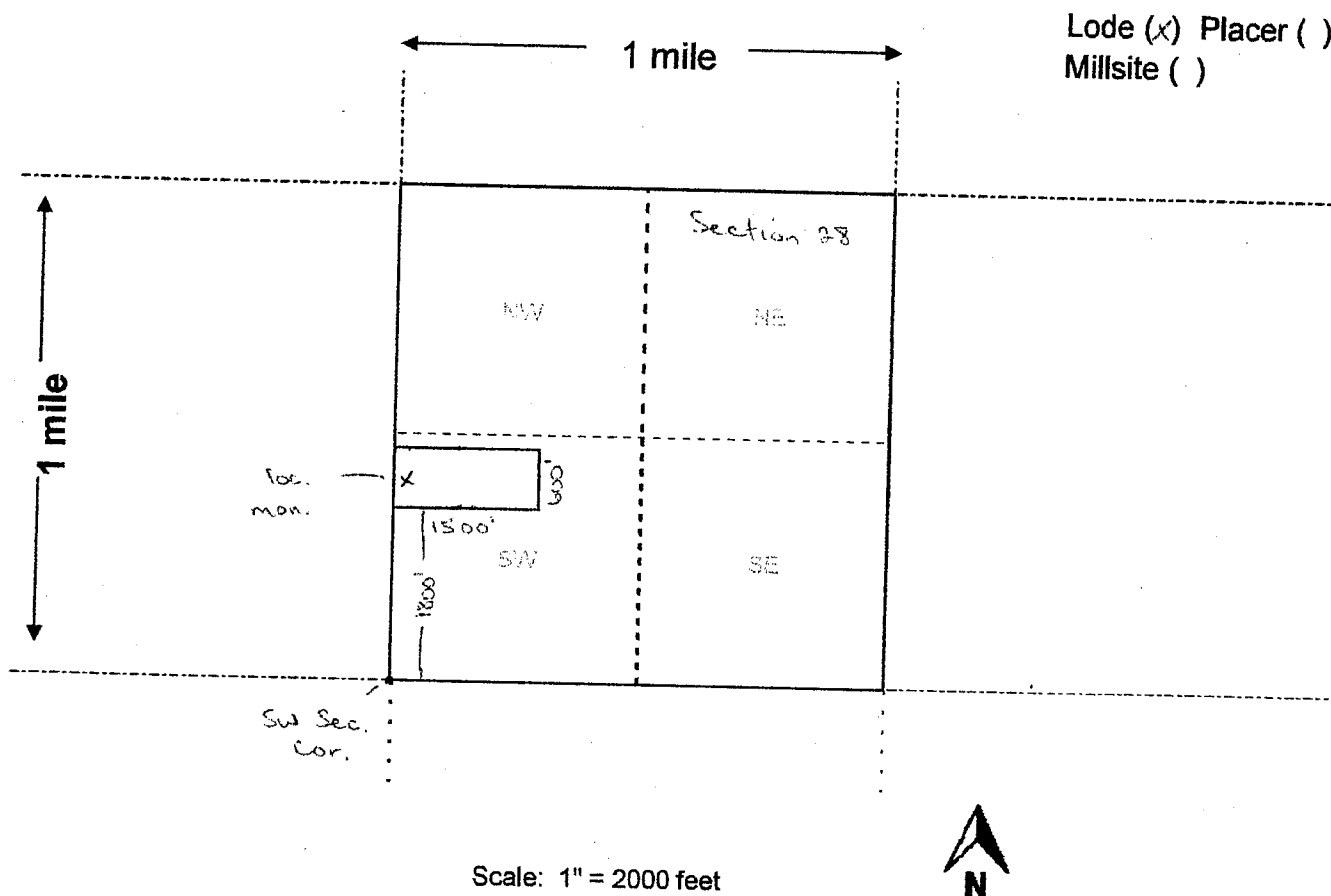 Lode (x) Placer ( )
Millsite ( )
1 mile
Section 28
NW
NE
1 mile
loc.
mon.
x
600'
1500'
SW
SE
1800'
SW Sec.
Cor.
Scale: 1" = 2000 feet
N